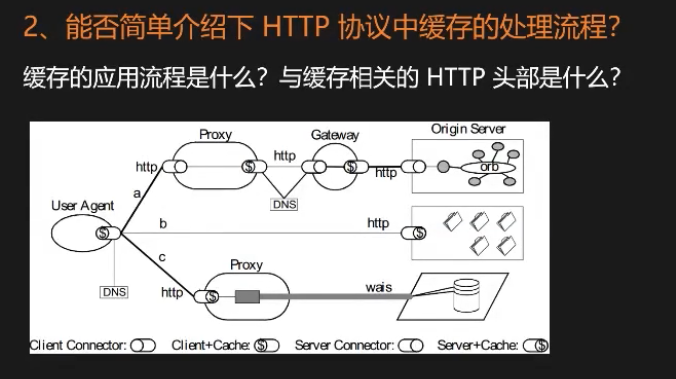 2、能否简单介绍下 HTTP 协议中缓存的处理流程？
缓存的应用流程是什么？与缓存相关的 HTTP 头部是什么？
Proxy Gateway Origin Server
http $ http $ http orb
a
User Agent DNS
$ b http $
c
Proxy
DNS http $ wais
Client Connector: Client+Cache: $ Server Connector: Server+Cache: $